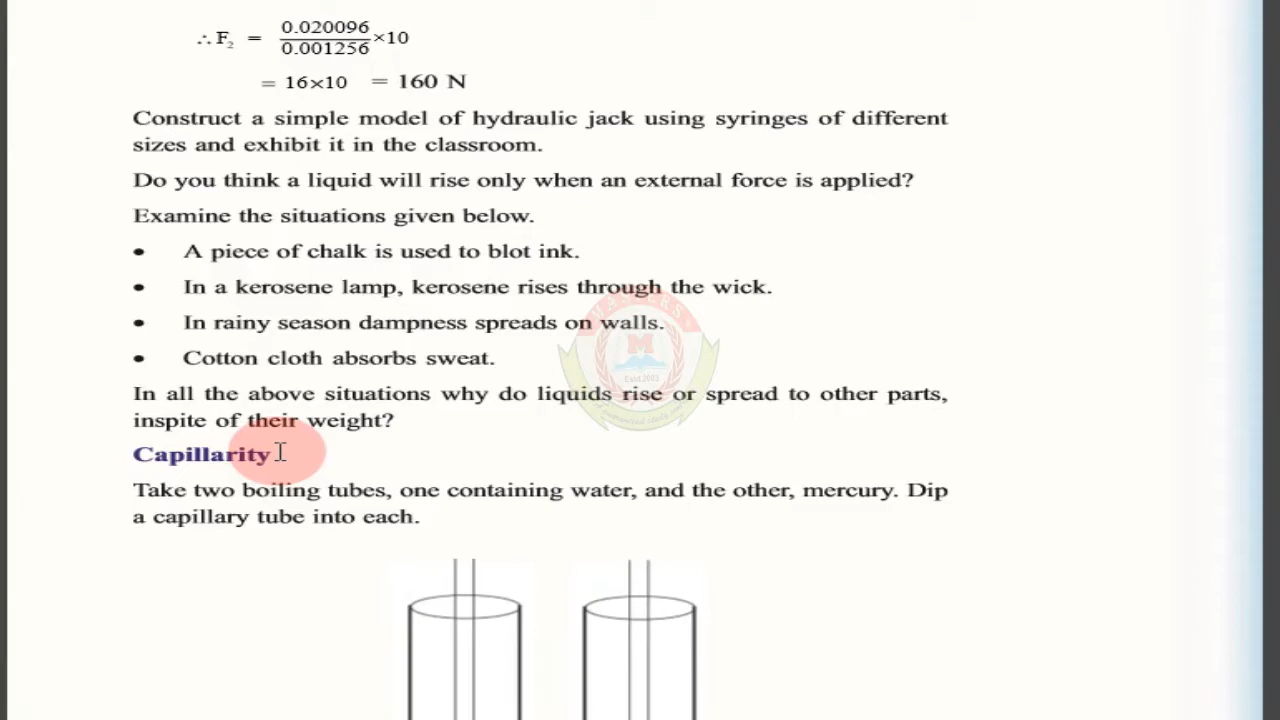 ∴F₂ = 0.020096/0.001256 ×10
= 16×10 = 160 N
Construct a simple model of hydraulic jack using syringes of different
sizes and exhibit it in the classroom.
Do you think a liquid will rise only when an external force is applied?
Examine the situations given below.
• A piece of chalk is used to blot ink.
• In a kerosene lamp, kerosene rises through the wick.
• In rainy season dampness spreads on walls.
• Cotton cloth absorbs sweat.
In all the above situations why do liquids rise or spread to other parts,
inspite of their weight?
Capillarity
Take two boiling tubes, one containing water, and the other, mercury. Dip
a capillary tube into each.
MASTERS
M
Estd.2003